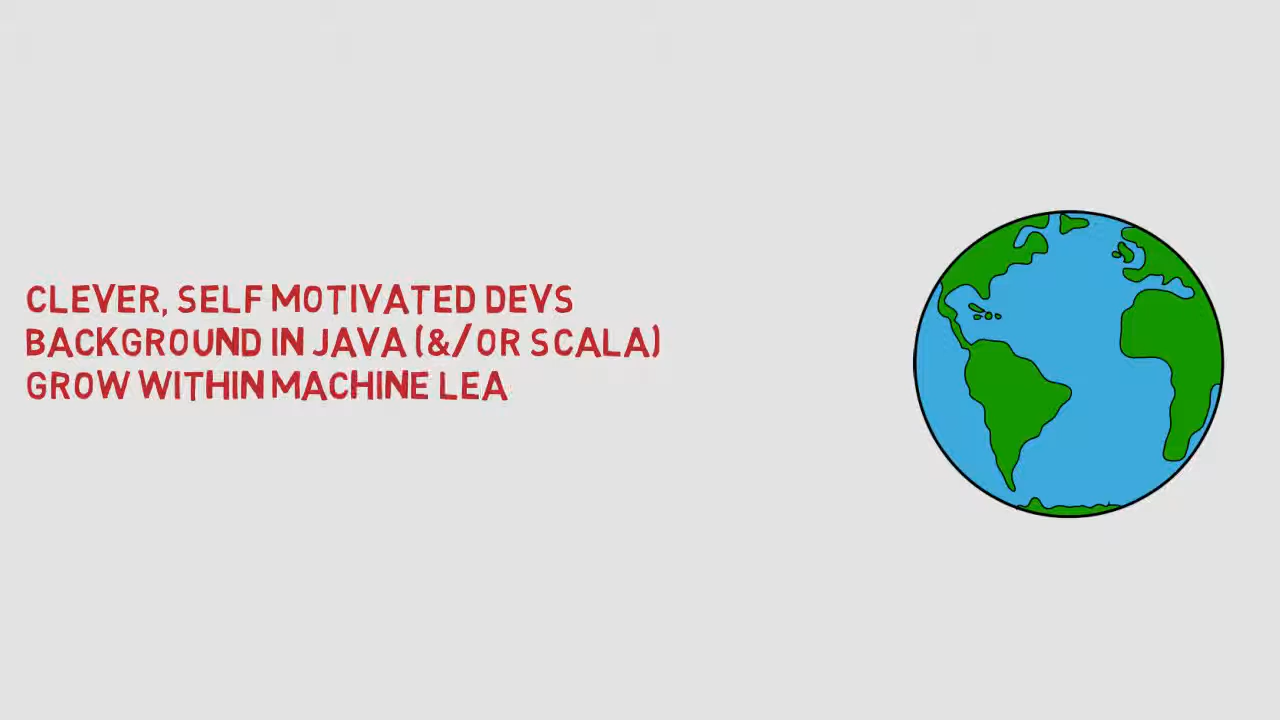 CLEVER, SELF MOTIVATED DEVS
BACKGROUND IN JAVA (&/OR SCALA)
GROW WITHIN MACHINE LEA